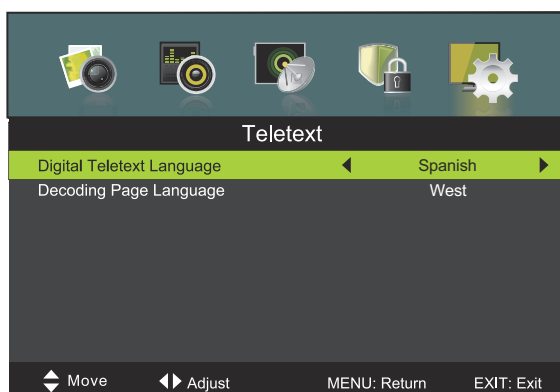 Teletext
Digital Teletext Language Spanish
Decoding Page Language West
Move Adjust MENU: Return EXIT: Exit